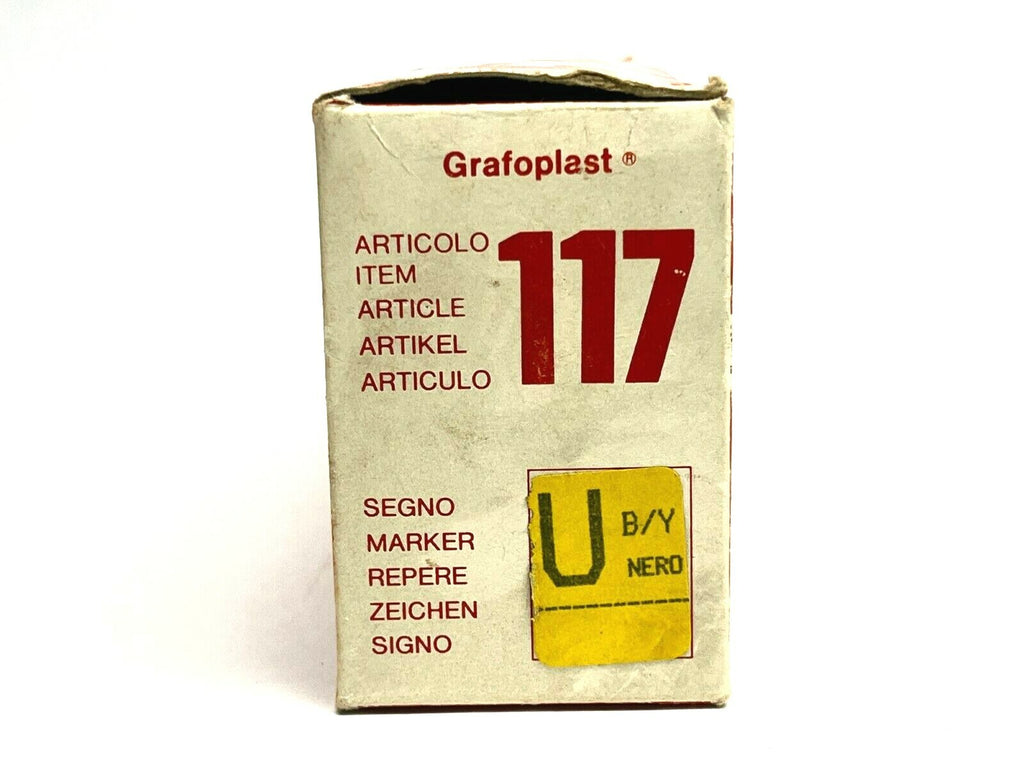 Grafoplast ®
ARTICOLO
ITEM
ARTICLE
ARTIKEL
ARTICULO
117
SEGNO
MARKER
REPERE
ZEICHEN
SIGNO
U B/Y
NERO